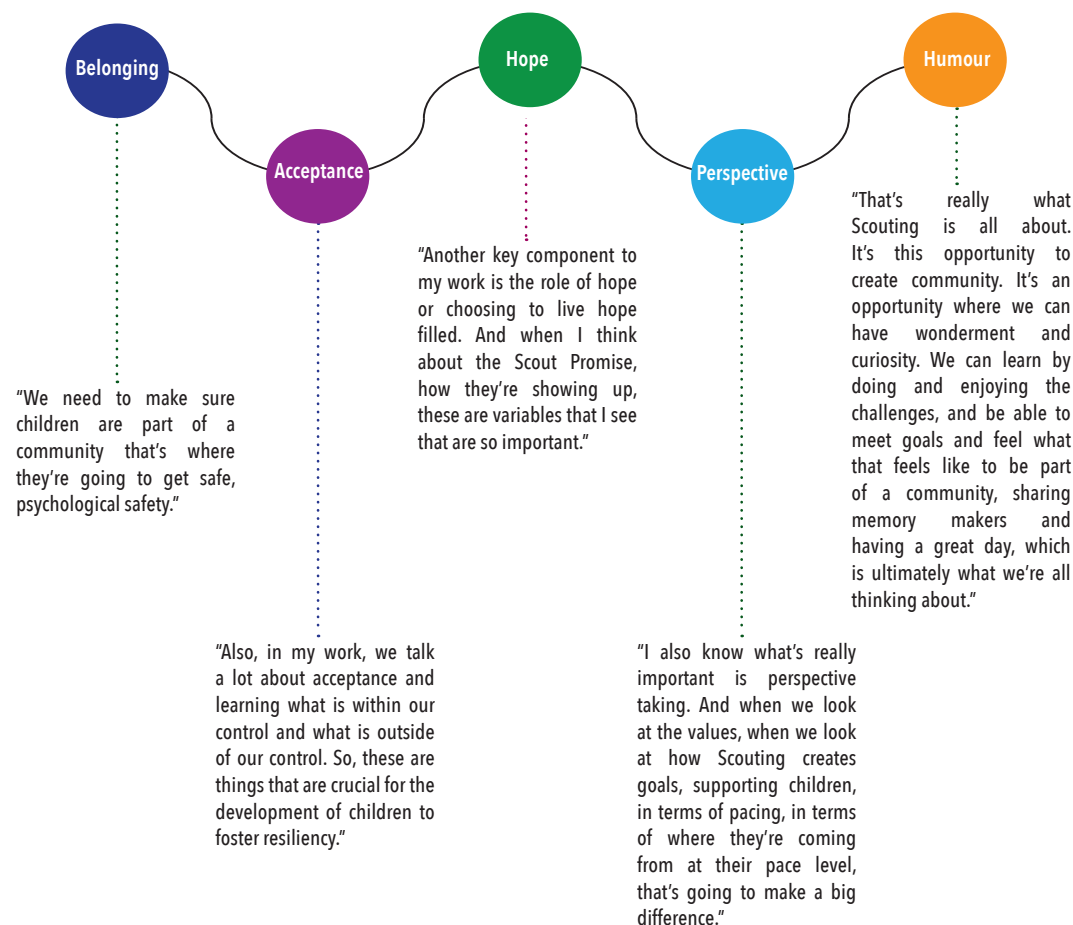 Belonging
"We need to make sure
children are part of a
community that's where
they're going to get safe,
psychological safety."
Acceptance
"Also, in my work, we talk
a lot about acceptance and
learning what is within our
control and what is outside
of our control. So, these are
things that are crucial for the
development of children to
foster resiliency."
Hope
"Another key component to
my work is the role of hope
or choosing to live hope
filled. And when I think
about the Scout Promise,
how they're showing up,
these are variables that I see
that are so important."
Perspective
"I also know what's really
important is perspective
taking. And when we look
at the values, when we look
at how Scouting creates
goals, supporting children,
in terms of pacing, in terms
of where they're coming
from at their pace level,
that's going to make a big
difference."
Humour
"That's really what
Scouting is all about.
It's this opportunity to
create community. It's an
opportunity where we can
have wonderment and
curiosity. We can learn by
doing and enjoying the
challenges, and be able to
meet goals and feel what
that feels like to be part
of a community, sharing
memory makers and
having a great day, which
is ultimately what we're all
thinking about."